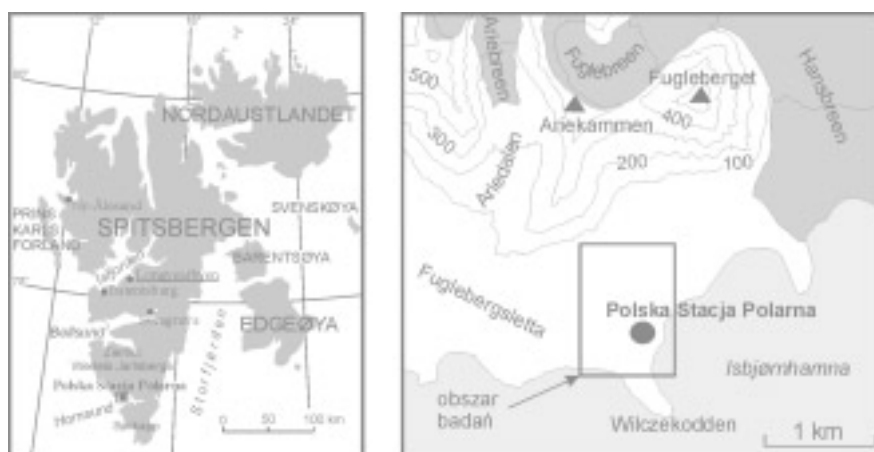 NORDAUSTLANDET
PRINS
KARLS
FORLAND
SPITSBERGEN
SVENSKØYA
BARENTSØYA
Isfjorden
EDGEØYA
Bellsund
Storfjorden
Polska Stacja Polarna
Hornsund
0 50 100 km
Ariebreen
Fuglebreen
Fugleberget
Hansbreen
500
400
300
Ariekammen
200
100
Ariedalen
Fuglebergsletta
Polska Stacja Polarna
Isbjørnhamna
obszar
badań
Wilczekodden
1 km